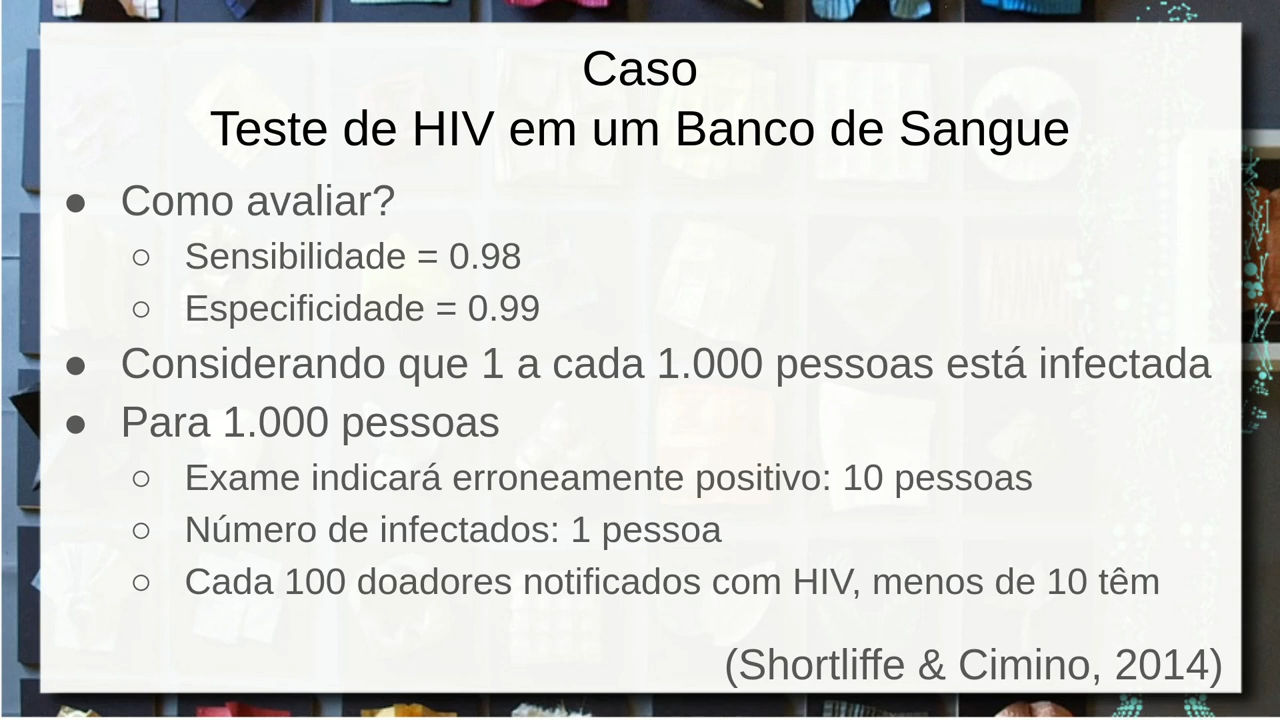 Caso
Teste de HIV em um Banco de Sangue
● Como avaliar?
○ Sensibilidade = 0.98
○ Especificidade = 0.99
● Considerando que 1 a cada 1.000 pessoas está infectada
● Para 1.000 pessoas
○ Exame indicará erroneamente positivo: 10 pessoas
○ Número de infectados: 1 pessoa
○ Cada 100 doadores notificados com HIV, menos de 10 têm
(Shortliffe & Cimino, 2014)